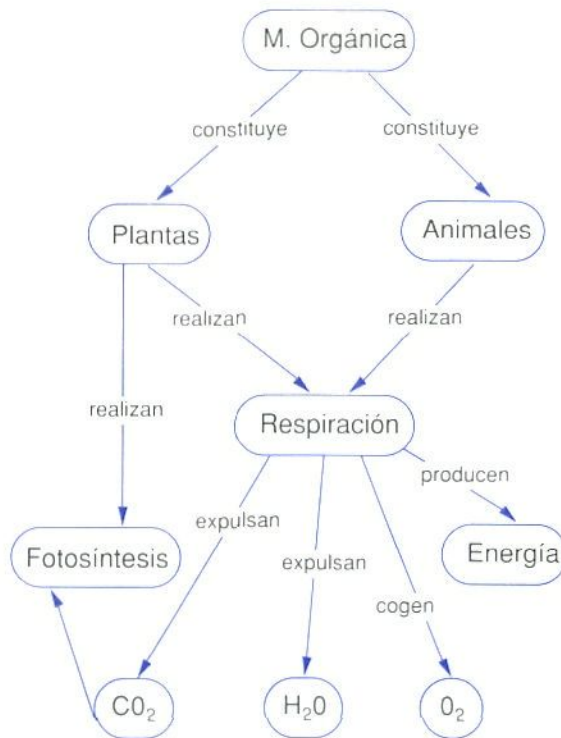 M. Orgánica
constituye
constituye
Plantas
Animales
realizan
realizan
realizan
Respiración
producen
expulsan
Fotosíntesis
expulsan
Energía
cogen
C0₂
H₂0
0₂